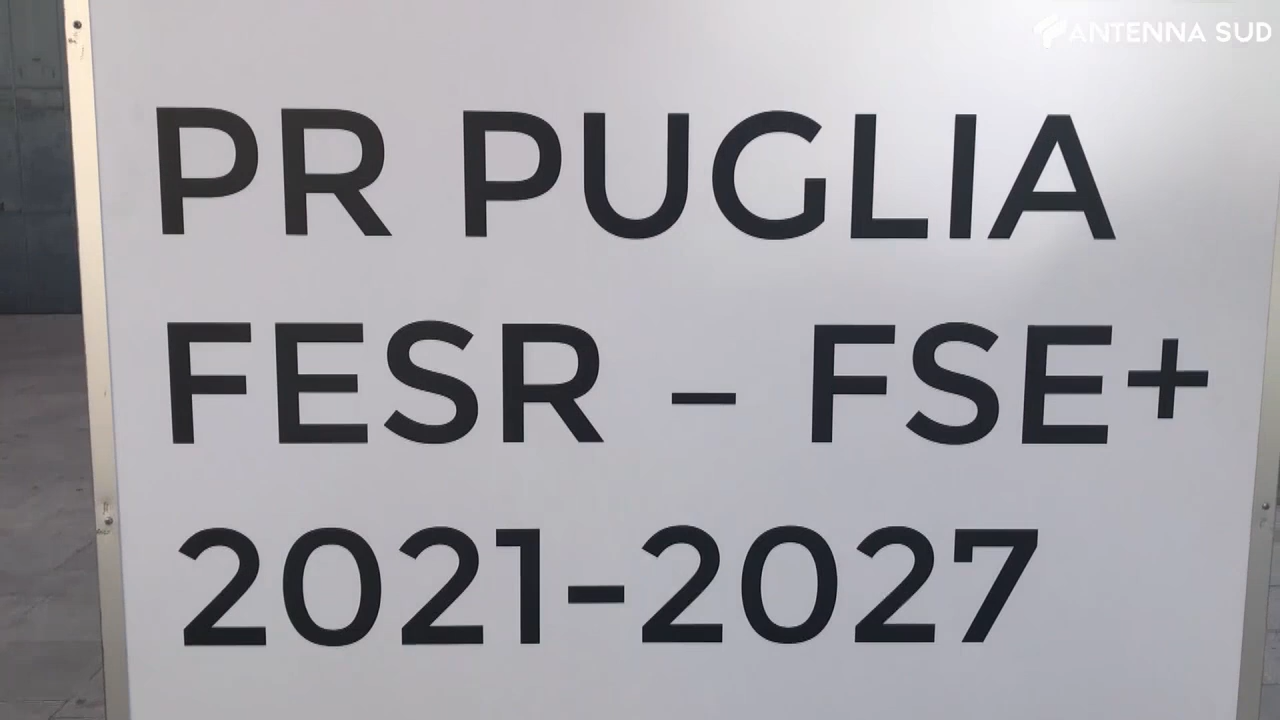 ANTENNA SUD
PR PUGLIA
FESR – FSE+
2021-2027